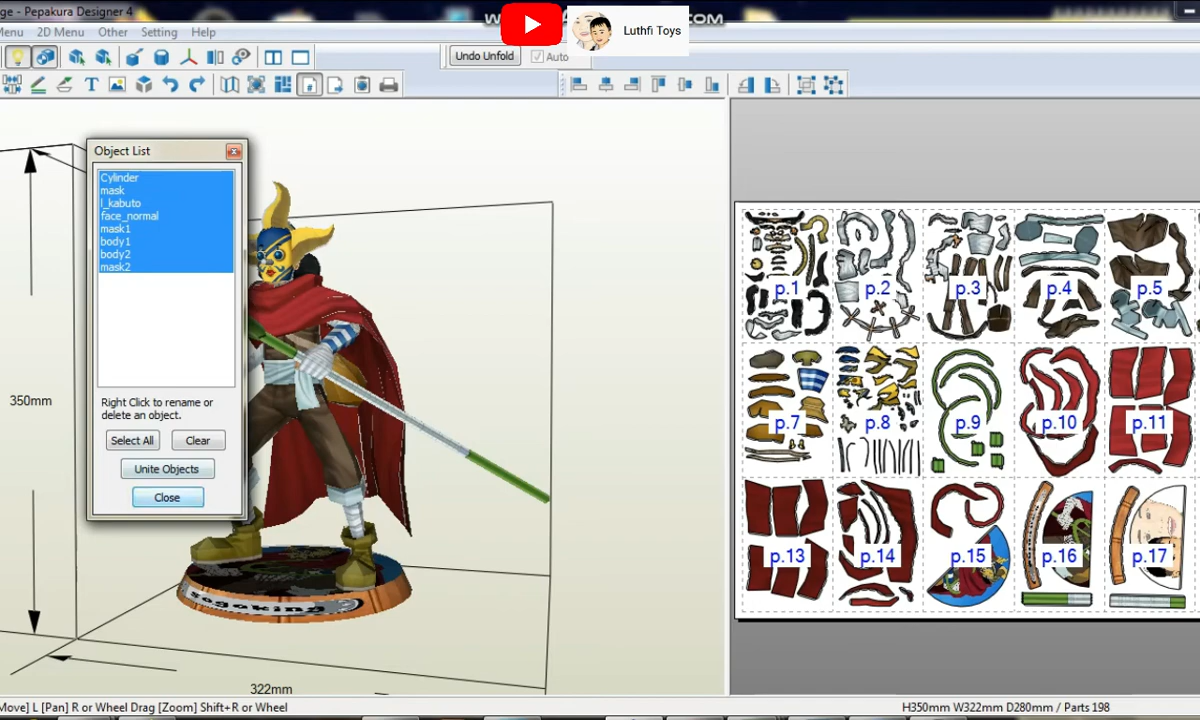 ge - Pepakura Designer 4
Menu 2D Menu Other Setting Help
Luthfi Toys
Undo Unfold
Auto
Object List
Cylinder
mask
l_kabuto
face_normal
mask1
body1
body2
mask2
Right Click to rename or
delete an object.
Select All Clear
Unite Objects
Close
350mm
322mm
sogoking
p.1 p.2 p.3 p.4 p.5
p.7 p.8 p.9 p.10 p.11
p.13 p.14 p.15 p.16 p.17
Move] L [Pan] R or Wheel Drag [Zoom] Shift+R or Wheel
H350mm W322mm D280mm / Parts 198